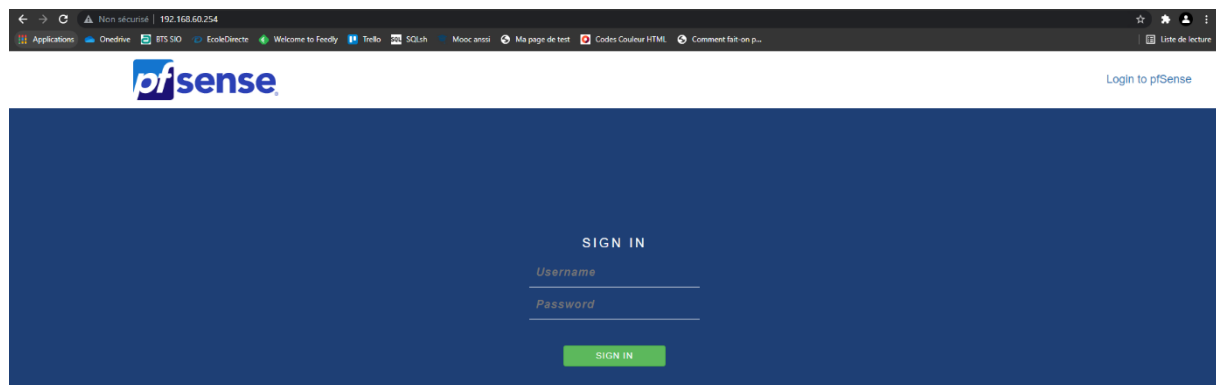 Non sécurisé | 192.168.60.254
Applications Onedrive BTS SIO EcoleDirecte Welcome to Feedly Trello SQL SQLsh Mooc anssi Ma page de test Codes Couleur HTML Comment fait-on p... Liste de lecture
pfsense Login to pfSense
SIGN IN
Username
Password
SIGN IN